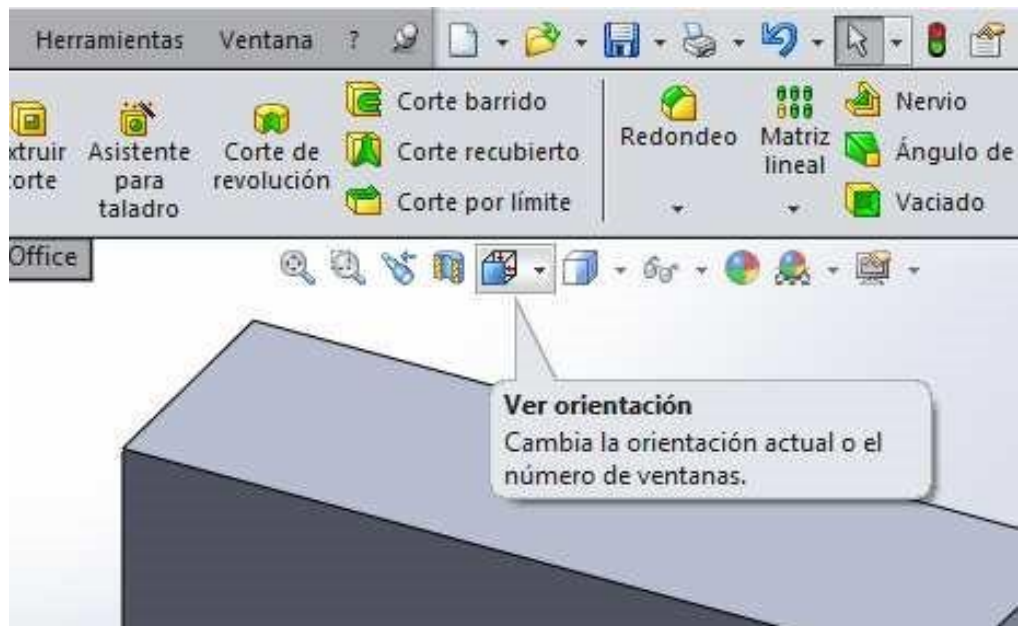 Herramientas Ventana ?
Corte barrido
Corte recubierto
Corte por límite
xtruir
corte
Asistente
para
taladro
Corte de
revolución
Redondeo
Matriz
lineal
Nervio
Ángulo de
Vaciado
Office
Ver orientación
Cambia la orientación actual o el
número de ventanas.